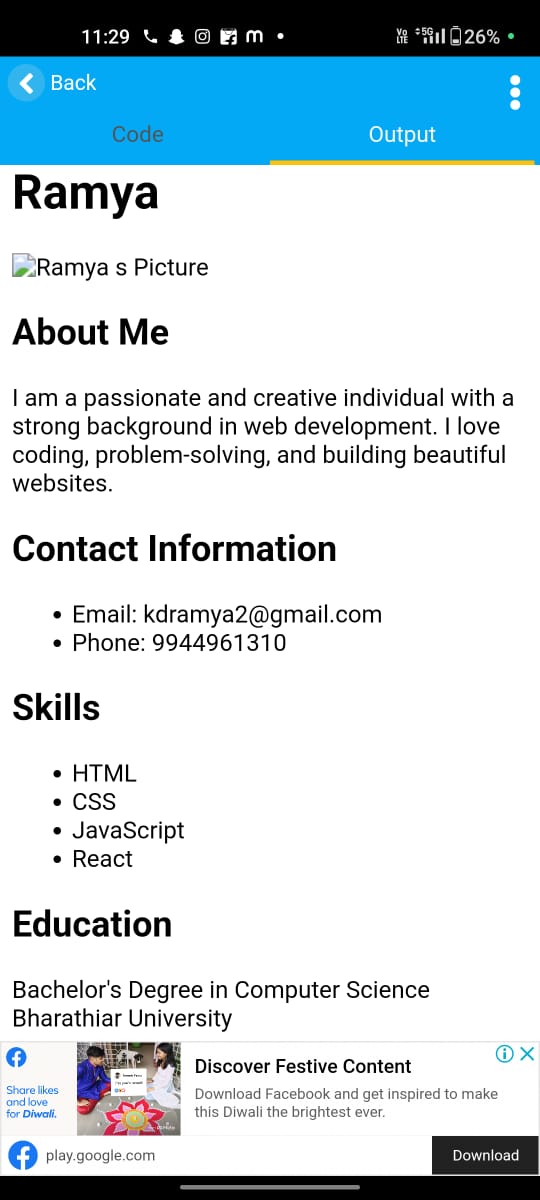 11:29
Vo
LTE
5G
26%
Back
Code
Output
Ramya
Ramya s Picture
About Me
I am a passionate and creative individual with a
strong background in web development. I love
coding, problem-solving, and building beautiful
websites.
Contact Information
Email: kdramya2@gmail.com
Phone: 9944961310
Skills
HTML
CSS
JavaScript
React
Education
Bachelor's Degree in Computer Science
Bharathiar University
Share likes
and love
for Diwali.
Discover Festive Content
Download Facebook and get inspired to make
this Diwali the brightest ever.
play.google.com
Download